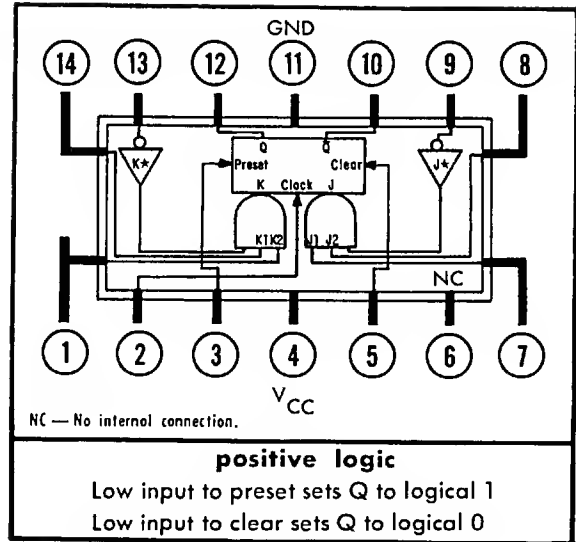 GND
14 13 12 11 10 9 8
Q Q
K★ Preset Clear J★
K Clock J
K1 K2 J1 J2
NC
1 2 3 4 5 6 7
VCC
NC — No internal connection.
positive logic
Low input to preset sets Q to logical 1
Low input to clear sets Q to logical 0